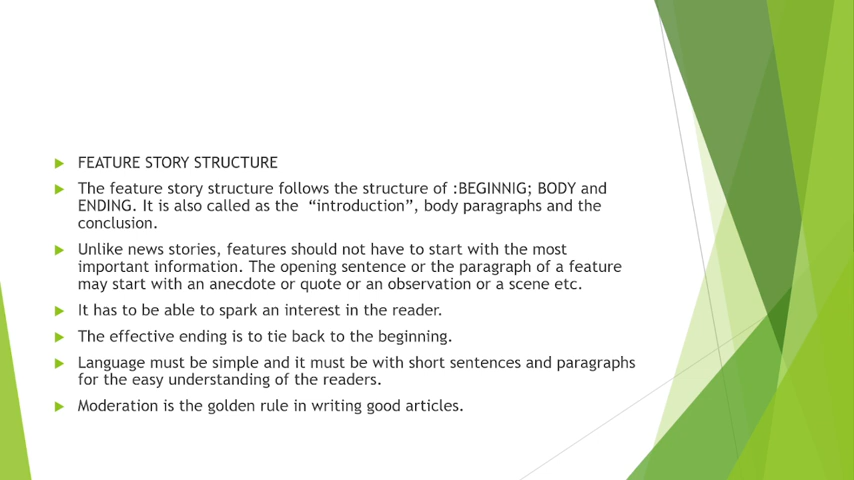 FEATURE STORY STRUCTURE
The feature story structure follows the structure of :BEGINNIG; BODY and
ENDING. It is also called as the “introduction”, body paragraphs and the
conclusion.
Unlike news stories, features should not have to start with the most
important information. The opening sentence or the paragraph of a feature
may start with an anecdote or quote or an observation or a scene etc.
It has to be able to spark an interest in the reader.
The effective ending is to tie back to the beginning.
Language must be simple and it must be with short sentences and paragraphs
for the easy understanding of the readers.
Moderation is the golden rule in writing good articles.